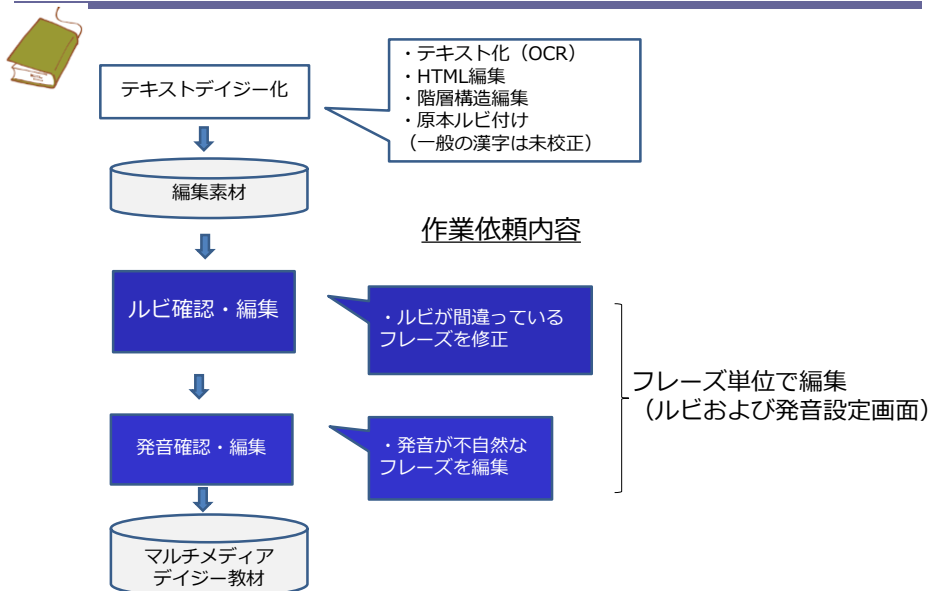 テキストデイジー化
・テキスト化（OCR）
・HTML編集
・階層構造編集
・原本ルビ付け
（一般の漢字は未校正）
編集素材
作業依頼内容
ルビ確認・編集
・ルビが間違っている
フレーズを修正
フレーズ単位で編集
（ルビおよび発音設定画面）
発音確認・編集
・発音が不自然な
フレーズを編集
マルチメディア
デイジー教材